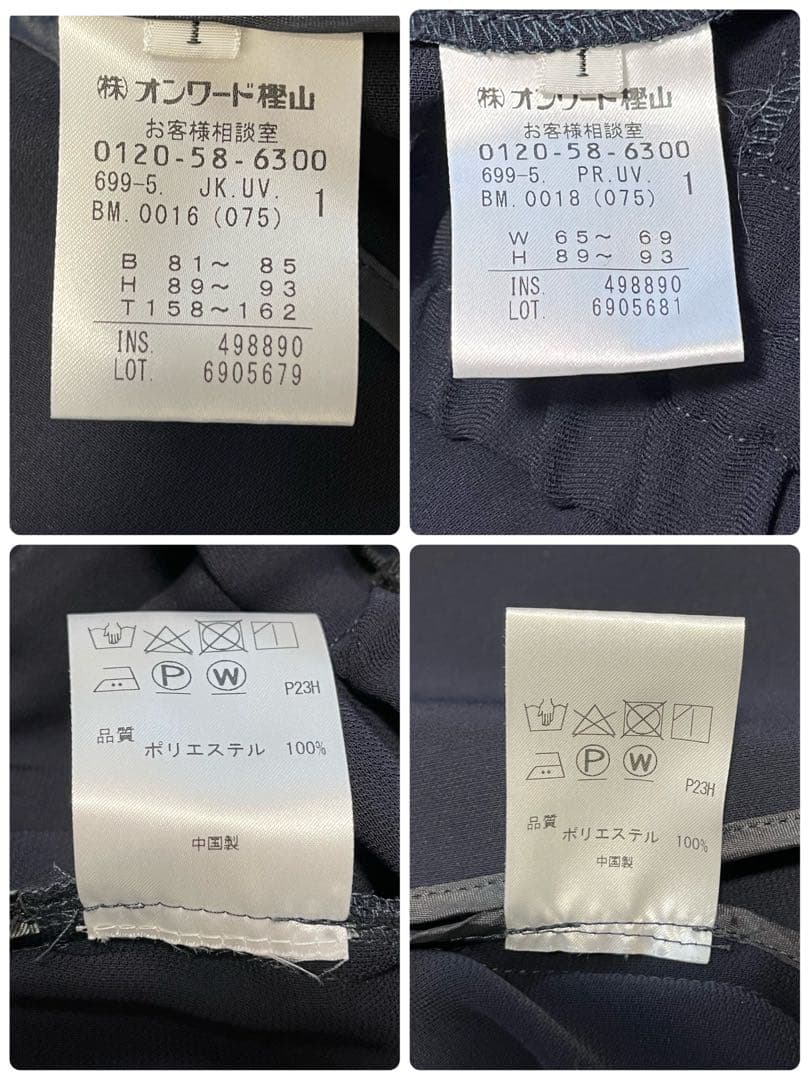 I
(株)オンワード樫山
お客様相談室
0120-58-6300
699-5. JK.UV. 1
BM.0016(075)
B 81～ 85
H 89～ 93
T158～162
INS. 498890
LOT. 6905679
I
(株)オンワード樫山
お客様相談室
0120-58-6300
699-5. PR.UV. 1
BM.0018(075)
W 65～ 69
H 89～ 93
INS. 498890
LOT. 6905681
P W
P23H
品質 ポリエステル 100%
中国製
P W
P23H
品質 ポリエステル 100%
中国製